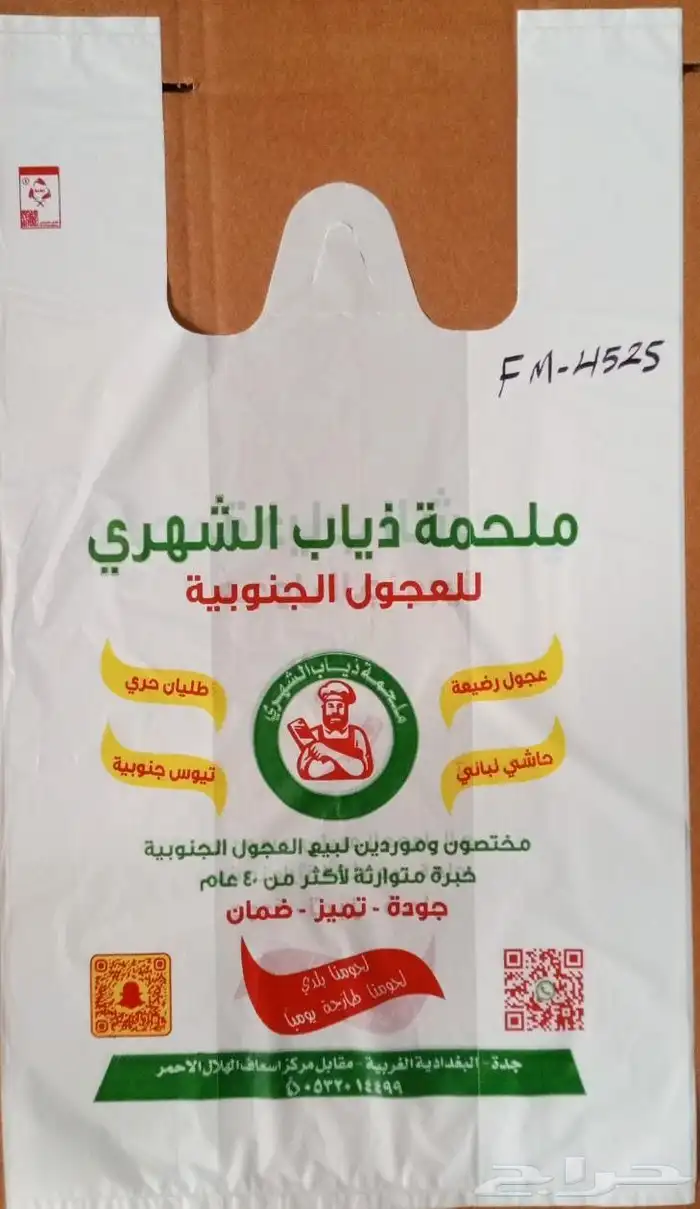 FM-4525
ملحمة ذياب الشهري
للعجول الجنوبية
عجول رضيعة
طليان حري
ملحمة ذياب الشهري
حاشي لباني
تيوس جنوبية
مختصون وموردين لبيع العجول الجنوبية
خبرة متوارثة لأكثر من ٤٠ عام
جودة - تميز - ضمان
لحومنا بلدي
لحومنا طازجة يوميا
جدة - البغدادية الغربية - مقابل مركز اسعاف الهلال الاحمر
٠٥٣٢٠١٤٤٩٩
حراج